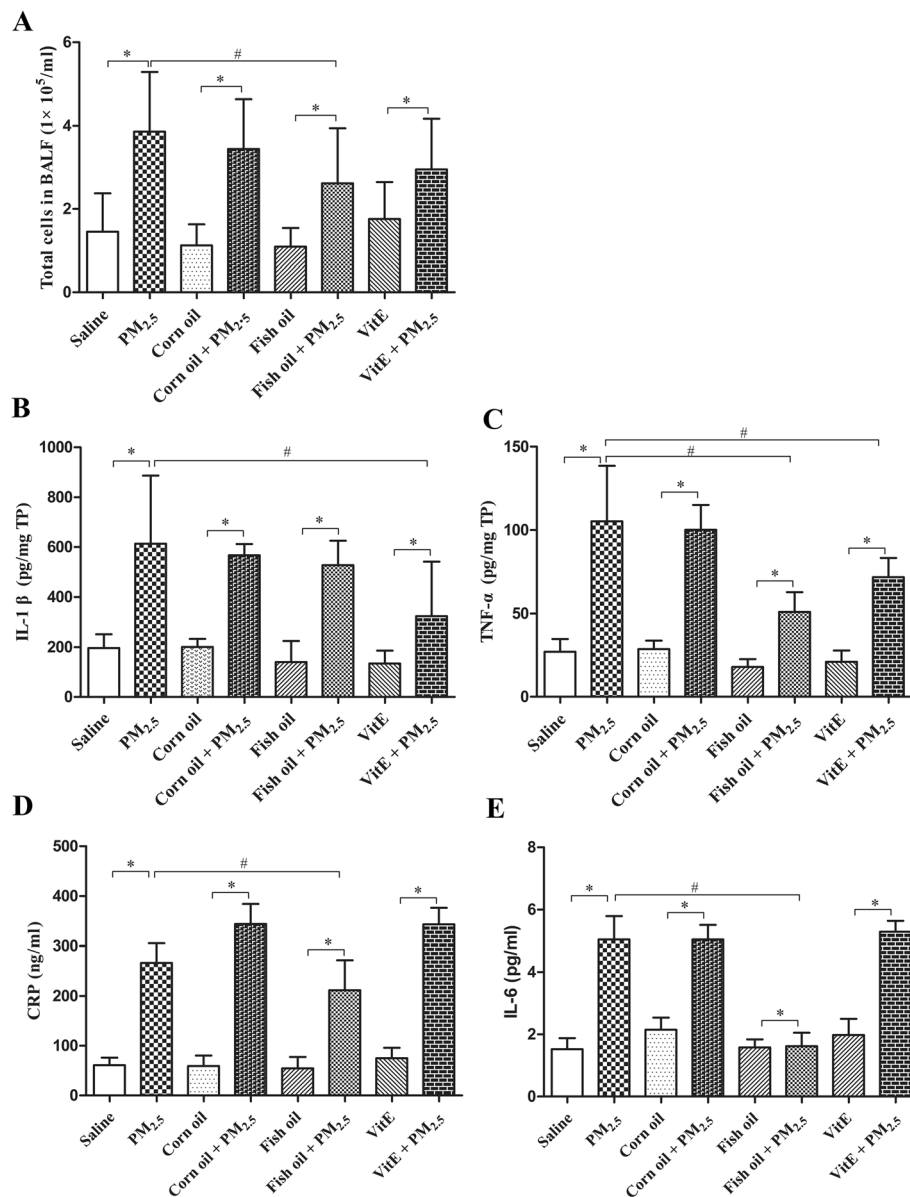 A
Total cells in BALF (1× 10⁵/ml)
6
4
2
0
* # * * *
Saline PM₂.₅ Corn oil Corn oil + PM₂.₅ Fish oil Fish oil + PM₂.₅ VitE VitE + PM₂.₅
B
IL-1 β (pg/mg TP)
1000
800
600
400
200
0
* # * * *
Saline PM₂.₅ Corn oil Corn oil + PM₂.₅ Fish oil Fish oil + PM₂.₅ VitE VitE + PM₂.₅
C
TNF-α (pg/mg TP)
150
100
50
0
* # # * * *
Saline PM₂.₅ Corn oil Corn oil + PM₂.₅ Fish oil Fish oil + PM₂.₅ VitE VitE + PM₂.₅
D
CRP (ng/ml)
500
400
300
200
100
0
* # * * *
Saline PM₂.₅ Corn oil Corn oil + PM₂.₅ Fish oil Fish oil + PM₂.₅ VitE VitE + PM₂.₅
E
IL-6 (pg/ml)
8
6
4
2
0
* # * * *
Saline PM₂.₅ Corn oil Corn oil + PM₂.₅ Fish oil Fish oil + PM₂.₅ VitE VitE + PM₂.₅